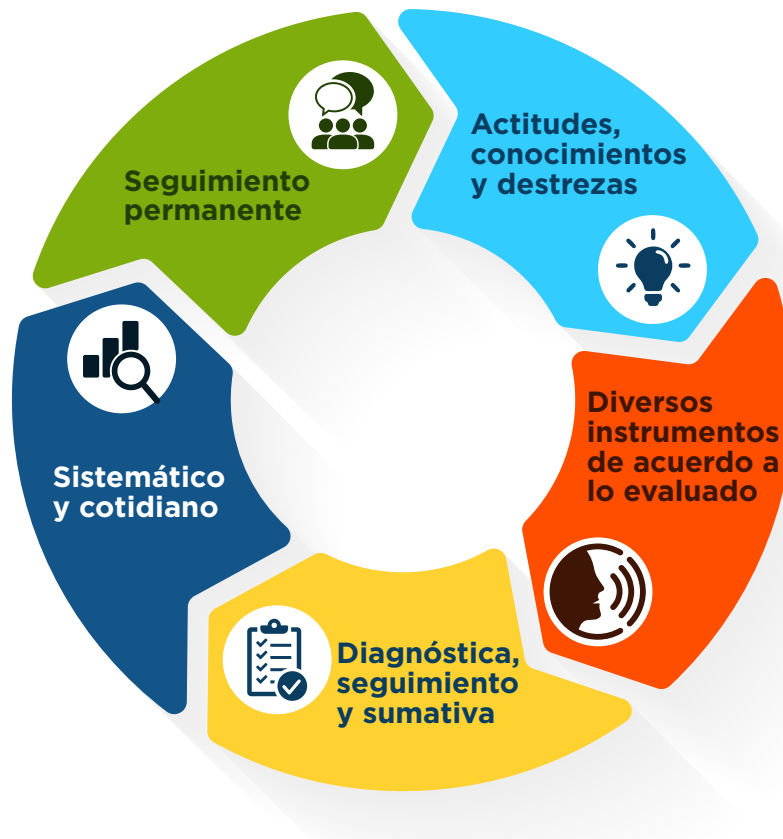 Seguimiento
permanente
Actitudes,
conocimientos
y destrezas
Diversos
instrumentos
de acuerdo a
lo evaluado
Diagnóstica,
seguimiento
y sumativa
Sistemático
y cotidiano